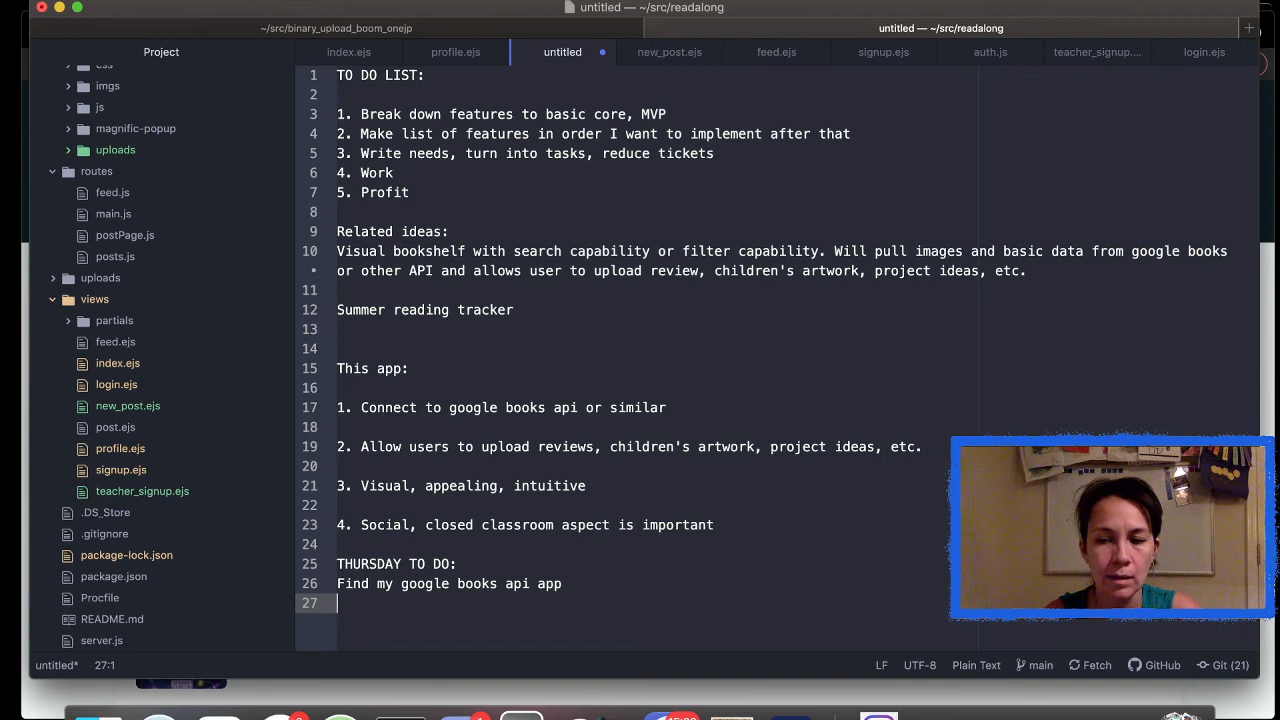 untitled — ~/src/readalong
~/src/binary_upload_boom_onejp
untitled — ~/src/readalong
Project
index.ejs
profile.ejs
untitled
new_post.ejs
feed.ejs
signup.ejs
auth.js
teacher_signup....
login.ejs
css
imgs
js
magnific-popup
uploads
routes
feed.js
main.js
postPage.js
posts.js
uploads
views
partials
feed.ejs
index.ejs
login.ejs
new_post.ejs
post.ejs
profile.ejs
signup.ejs
teacher_signup.ejs
.DS_Store
.gitignore
package-lock.json
package.json
Procfile
README.md
server.js
1 TO DO LIST:
2
3 1. Break down features to basic core, MVP
4 2. Make list of features in order I want to implement after that
5 3. Write needs, turn into tasks, reduce tickets
6 4. Work
7 5. Profit
8
9 Related ideas:
10 Visual bookshelf with search capability or filter capability. Will pull images and basic data from google books
• or other API and allows user to upload review, children's artwork, project ideas, etc.
11
12 Summer reading tracker
13
14
15 This app:
16
17 1. Connect to google books api or similar
18
19 2. Allow users to upload reviews, children's artwork, project ideas, etc.
20
21 3. Visual, appealing, intuitive
22
23 4. Social, closed classroom aspect is important
24
25 THURSDAY TO DO:
26 Find my google books api app
27
untitled* 27:1 LF UTF-8 Plain Text main Fetch GitHub Git (21)